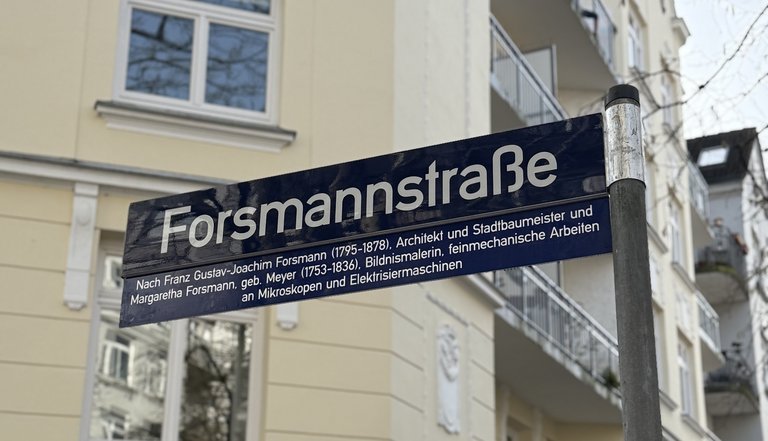 Forsmannstraße
Nach Franz Gustav-Joachim Forsmann (1795-1878), Architekt und Stadtbaumeister und
Margaretha Forsmann, geb. Meyer (1753-1836), Bildnismalerin, feinmechanische Arbeiten
an Mikroskopen und Elektrisiermaschinen